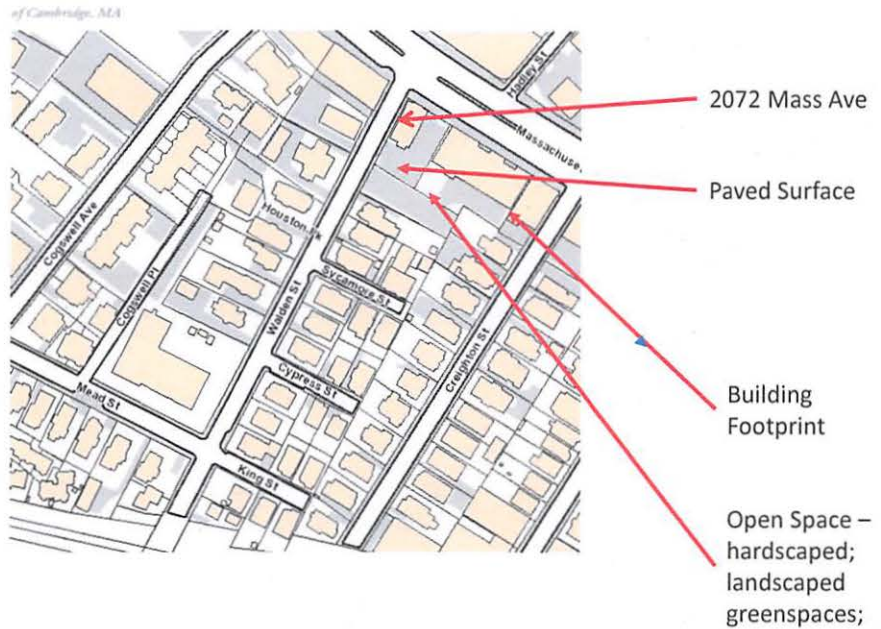 of Cambridge, MA
Hadley St
2072 Mass Ave
Massachuse
Paved Surface
Cogswell Ave
Houston Pk
Cogswell Pl
Walden St
Sycamore St
Creighton St
Cypress St
Mead St
Building
Footprint
King St
Open Space –
hardscaped;
landscaped
greenspaces;